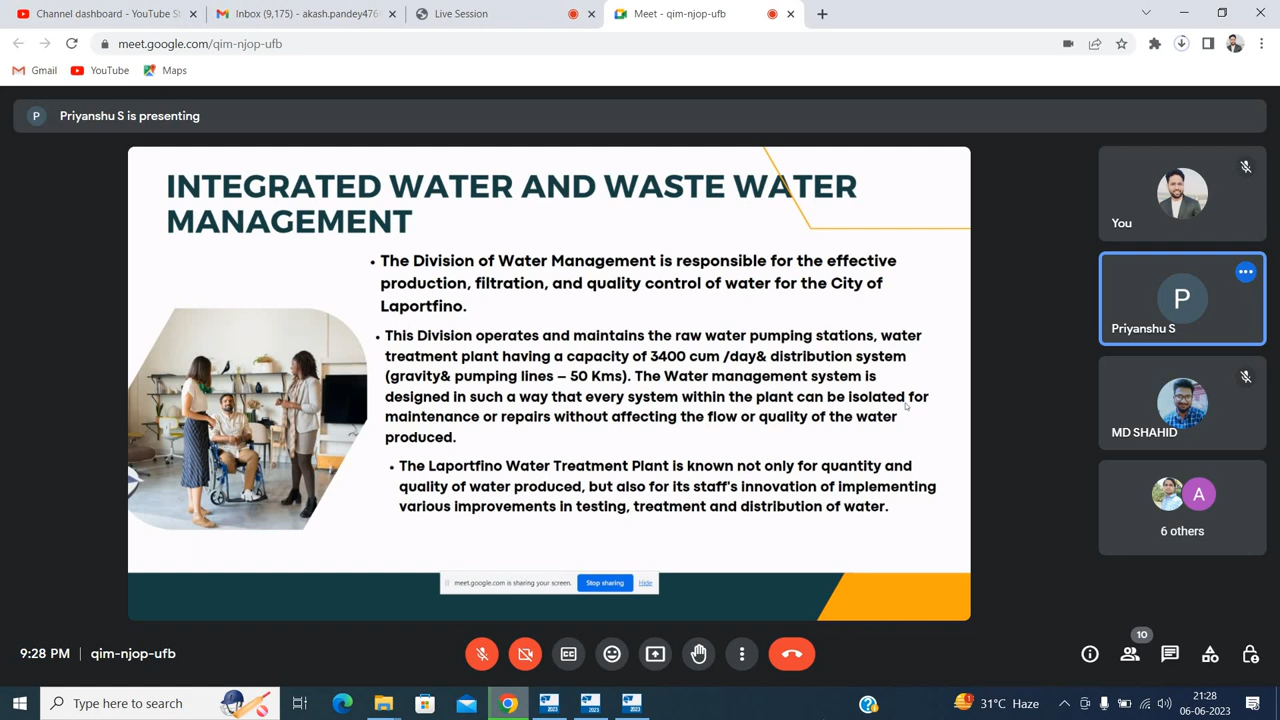 Channel dashboard - YouTube S
Inbox (9,175) - akash.pandey476
Live Session
Meet - qim-njop-ufb
meet.google.com/qim-njop-ufb
Gmail
YouTube
Maps
P
Priyanshu S is presenting
INTEGRATED WATER AND WASTE WATER
MANAGEMENT
• The Division of Water Management is responsible for the effective
production, filtration, and quality control of water for the City of
Laportfino.
• This Division operates and maintains the raw water pumping stations, water
treatment plant having a capacity of 3400 cum /day& distribution system
(gravity& pumping lines – 50 Kms). The Water management system is
designed in such a way that every system within the plant can be isolated for
maintenance or repairs without affecting the flow or quality of the water
produced.
• The Laportfino Water Treatment Plant is known not only for quantity and
quality of water produced, but also for its staff's innovation of implementing
various improvements in testing, treatment and distribution of water.
meet.google.com is sharing your screen.
Stop sharing
Hide
You
P
Priyanshu S
MD SHAHID
A
6 others
9:28 PM
qim-njop-ufb
10
Type here to search
2023
2023
2023
1
31°C Haze
ENG
21:28
06-06-2023